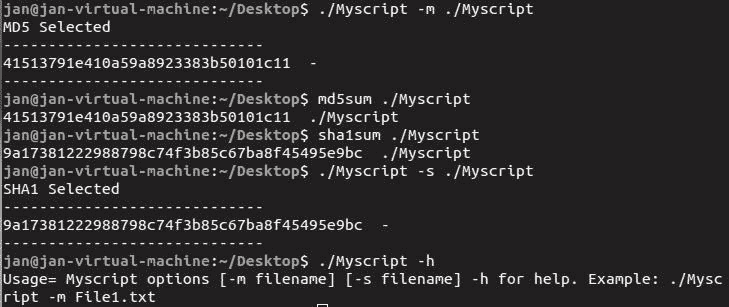 jan@jan-virtual-machine:~/Desktop$ ./Myscript -m ./Myscript
MD5 Selected
-----------------------------
41513791e410a59a8923383b50101c11  -
-----------------------------
jan@jan-virtual-machine:~/Desktop$ md5sum ./Myscript
41513791e410a59a8923383b50101c11  ./Myscript
jan@jan-virtual-machine:~/Desktop$ sha1sum ./Myscript
9a17381222988798c74f3b85c67ba8f45495e9bc  ./Myscript
jan@jan-virtual-machine:~/Desktop$ ./Myscript -s ./Myscript
SHA1 Selected
-----------------------------
9a17381222988798c74f3b85c67ba8f45495e9bc  -
-----------------------------
jan@jan-virtual-machine:~/Desktop$ ./Myscript -h
Usage= Myscript options [-m filename] [-s filename] -h for help. Example: ./Mysc
ript -m File1.txt